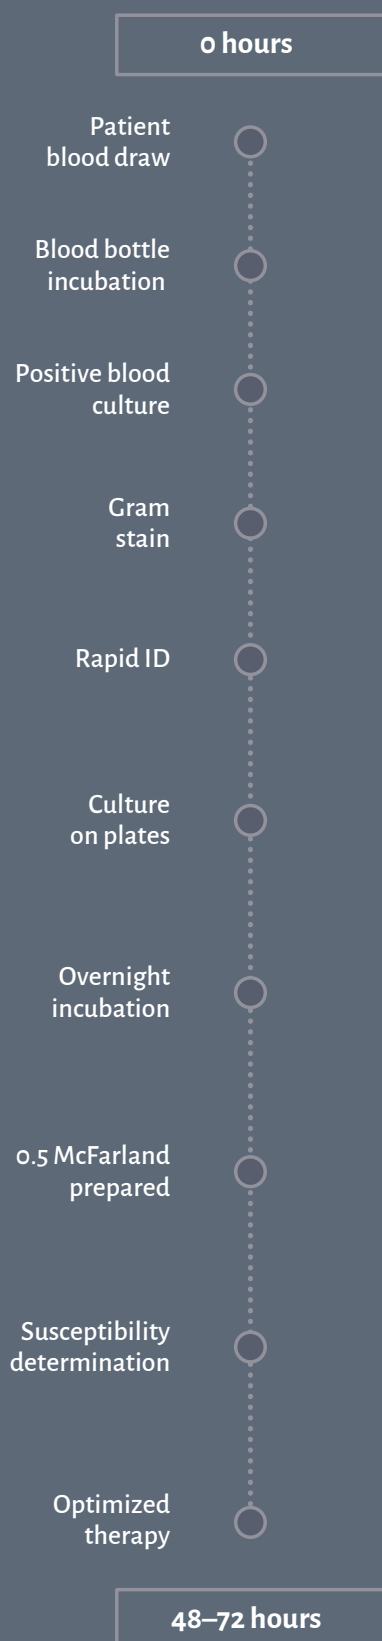 0 hours
Patient
blood draw
Blood bottle
incubation
Positive blood
culture
Gram
stain
Rapid ID
Culture
on plates
Overnight
incubation
0.5 McFarland
prepared
Susceptibility
determination
Optimized
therapy
48–72 hours